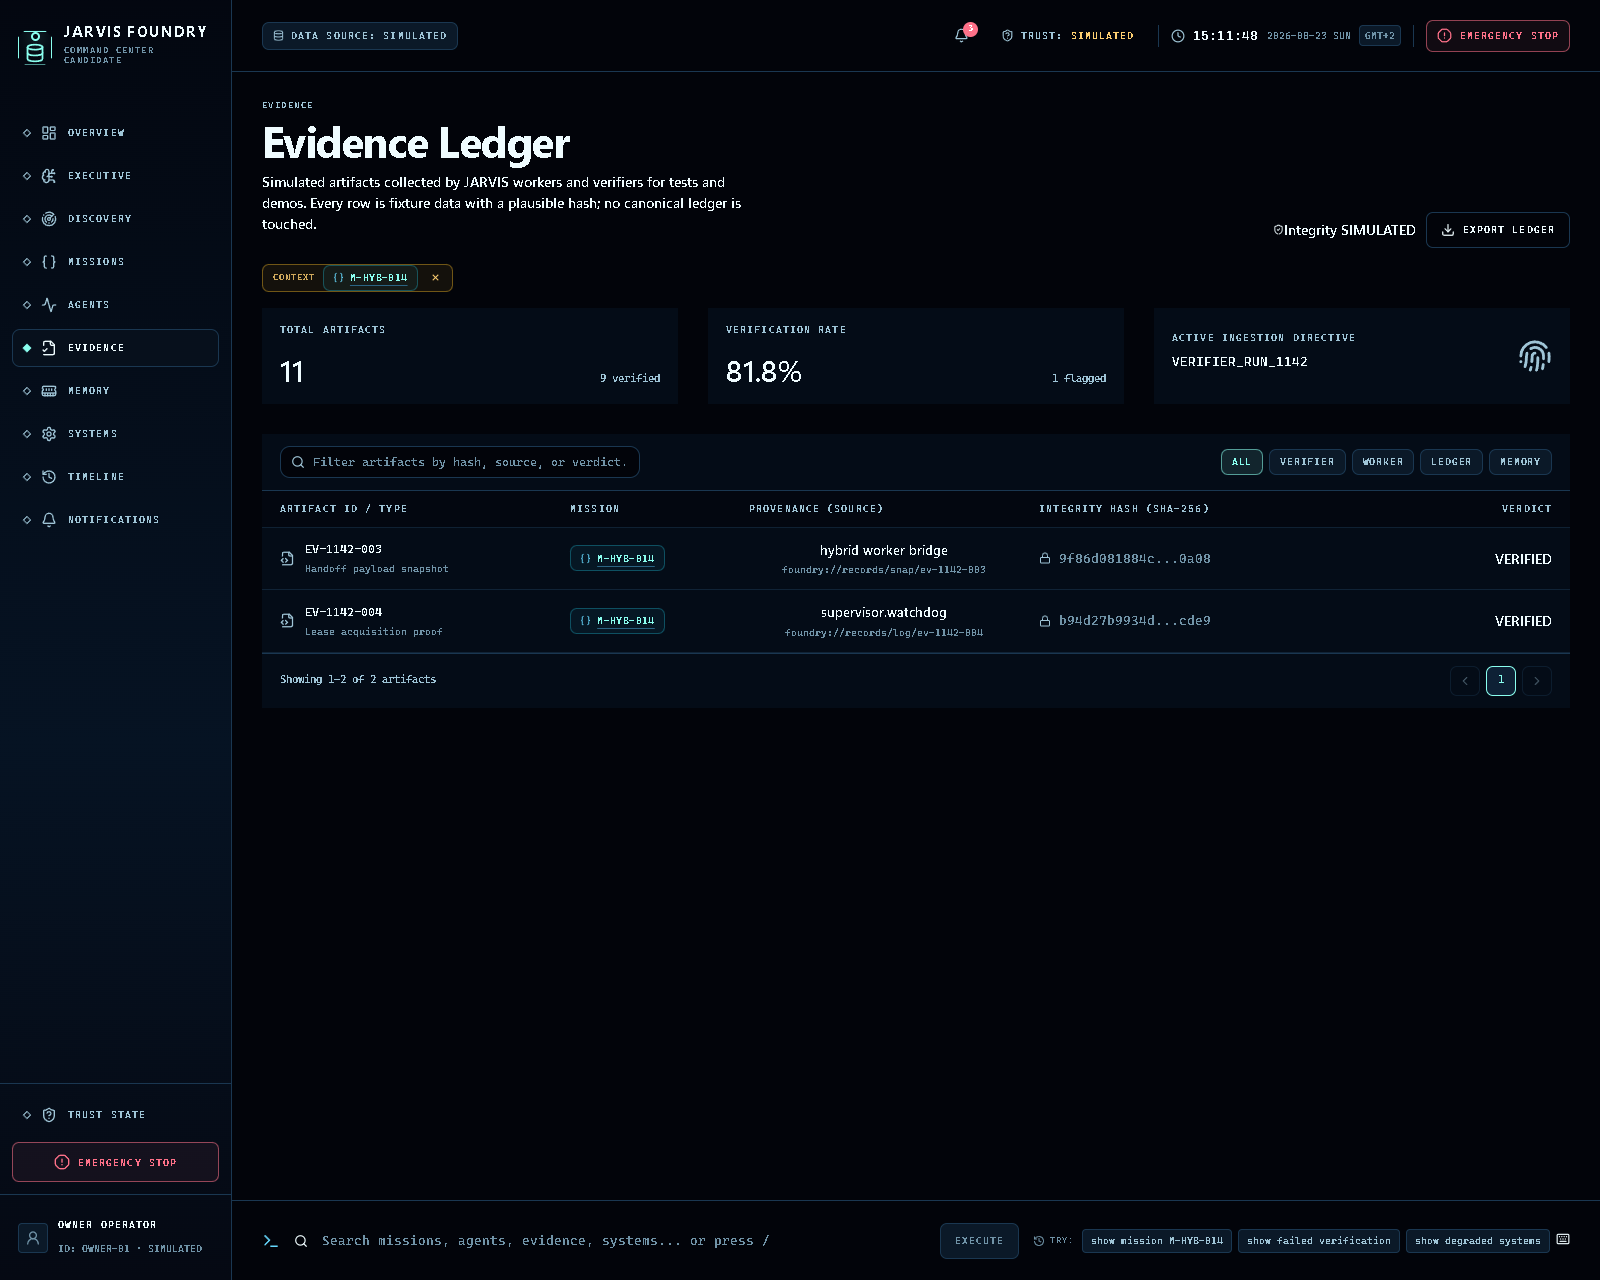 JARVIS FOUNDRY
COMMAND CENTER
CANDIDATE
OVERVIEW
EXECUTIVE
DISCOVERY
MISSIONS
AGENTS
EVIDENCE
MEMORY
SYSTEMS
TIMELINE
NOTIFICATIONS
TRUST STATE
EMERGENCY STOP
OWNER OPERATOR
ID: OWNER-01 • SIMULATED
DATA SOURCE: SIMULATED
3
TRUST: SIMULATED
15:11:48 2026-08-23 SUN GMT+2
EMERGENCY STOP
EVIDENCE
Evidence Ledger
Simulated artifacts collected by JARVIS workers and verifiers for tests and
demos. Every row is fixture data with a plausible hash; no canonical ledger is
touched.
Integrity SIMULATED
EXPORT LEDGER
CONTEXT {} M-HYB-014 ×
TOTAL ARTIFACTS
11
9 verified
VERIFICATION RATE
81.8%
1 flagged
ACTIVE INGESTION DIRECTIVE
VERIFIER_RUN_1142
Filter artifacts by hash, source, or verdict.
ALL VERIFIER WORKER LEDGER MEMORY
ARTIFACT ID / TYPE MISSION PROVENANCE (SOURCE) INTEGRITY HASH (SHA-256) VERDICT
EV-1142-003
Handoff payload snapshot
{} M-HYB-014
hybrid worker bridge
foundry://records/snap/ev-1142-003
9f86d081884c...0a08
VERIFIED
EV-1142-004
Lease acquisition proof
{} M-HYB-014
supervisor.watchdog
foundry://records/log/ev-1142-004
b94d27b9934d...cde9
VERIFIED
Showing 1–2 of 2 artifacts
1
Search missions, agents, evidence, systems... or press /
EXECUTE
TRY: show mission M-HYB-014 show failed verification show degraded systems